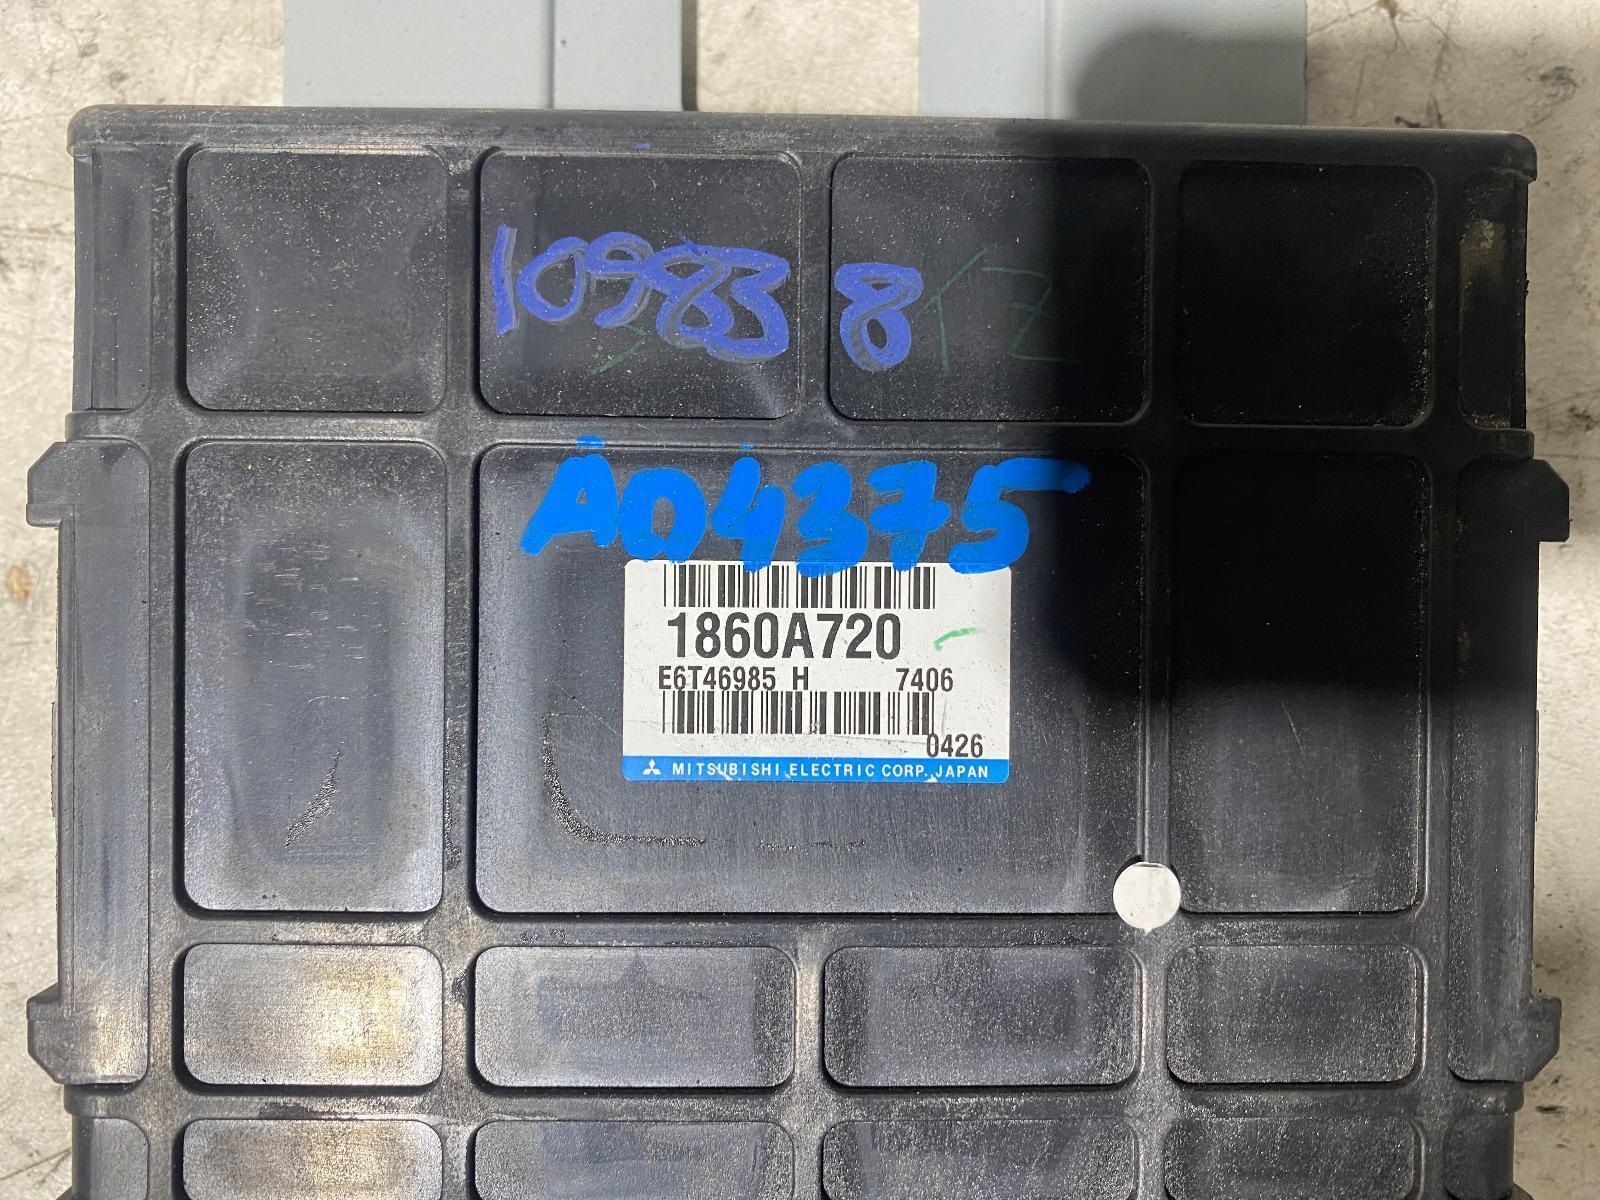 109838
A04375
1860A720
E6T46985 H 7406
0426
MITSUBISHI ELECTRIC CORP. JAPAN